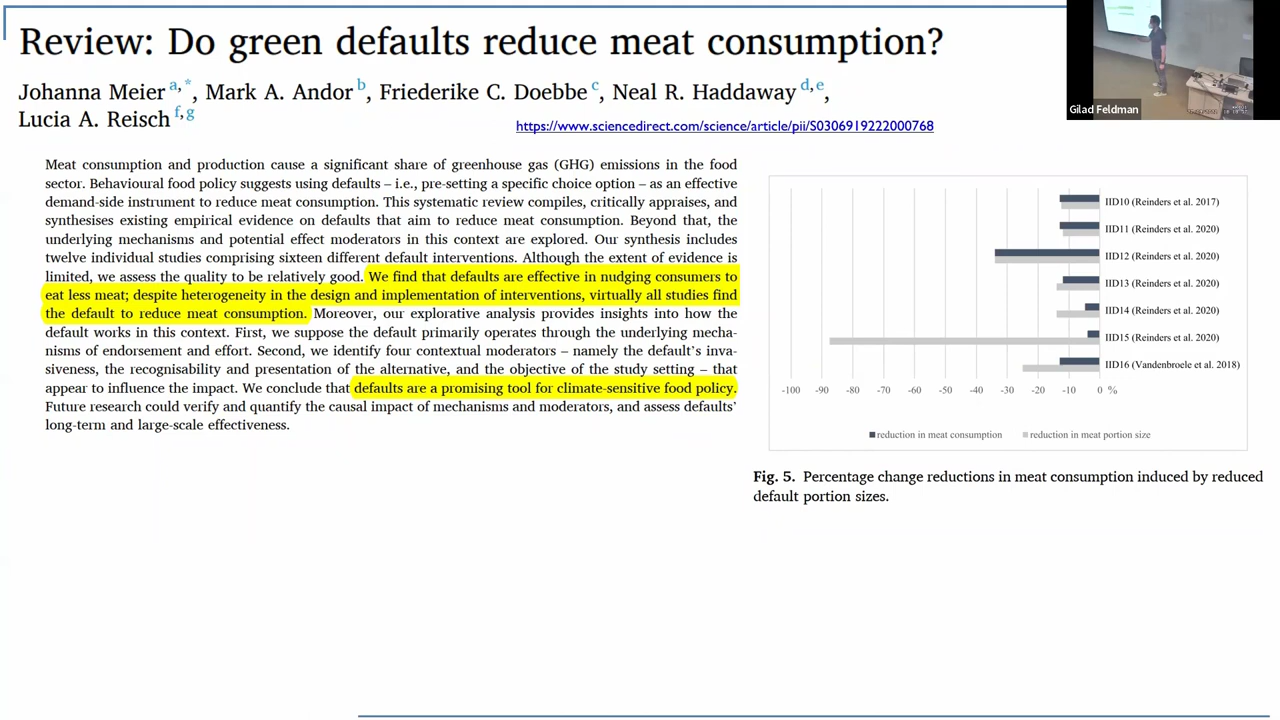 Review: Do green defaults reduce meat consumption?
Johanna Meier a,*, Mark A. Andor b, Friederike C. Doebbe c, Neal R. Haddaway d,e,
Lucia A. Reisch f,g
https://www.sciencedirect.com/science/article/pii/S0306919222000768
Meat consumption and production cause a significant share of greenhouse gas (GHG) emissions in the food
sector. Behavioural food policy suggests using defaults – i.e., pre-setting a specific choice option – as an effective
demand-side instrument to reduce meat consumption. This systematic review compiles, critically appraises, and
synthesises existing empirical evidence on defaults that aim to reduce meat consumption. Beyond that, the
underlying mechanisms and potential effect moderators in this context are explored. Our synthesis includes
twelve individual studies comprising sixteen different default interventions. Although the extent of evidence is
limited, we assess the quality to be relatively good. We find that defaults are effective in nudging consumers to
eat less meat; despite heterogeneity in the design and implementation of interventions, virtually all studies find
the default to reduce meat consumption. Moreover, our explorative analysis provides insights into how the
default works in this context. First, we suppose the default primarily operates through the underlying mecha-
nisms of endorsement and effort. Second, we identify four contextual moderators – namely the default's inva-
siveness, the recognisability and presentation of the alternative, and the objective of the study setting – that
appear to influence the impact. We conclude that defaults are a promising tool for climate-sensitive food policy.
Future research could verify and quantify the causal impact of mechanisms and moderators, and assess defaults'
long-term and large-scale effectiveness.
Gilad Feldman
IID10 (Reinders et al. 2017)
IID11 (Reinders et al. 2020)
IID12 (Reinders et al. 2020)
IID13 (Reinders et al. 2020)
IID14 (Reinders et al. 2020)
IID15 (Reinders et al. 2020)
IID16 (Vandenbroele et al. 2018)
-100 -90 -80 -70 -60 -50 -40 -30 -20 -10 0 %
reduction in meat consumption reduction in meat portion size
Fig. 5. Percentage change reductions in meat consumption induced by reduced
default portion sizes.